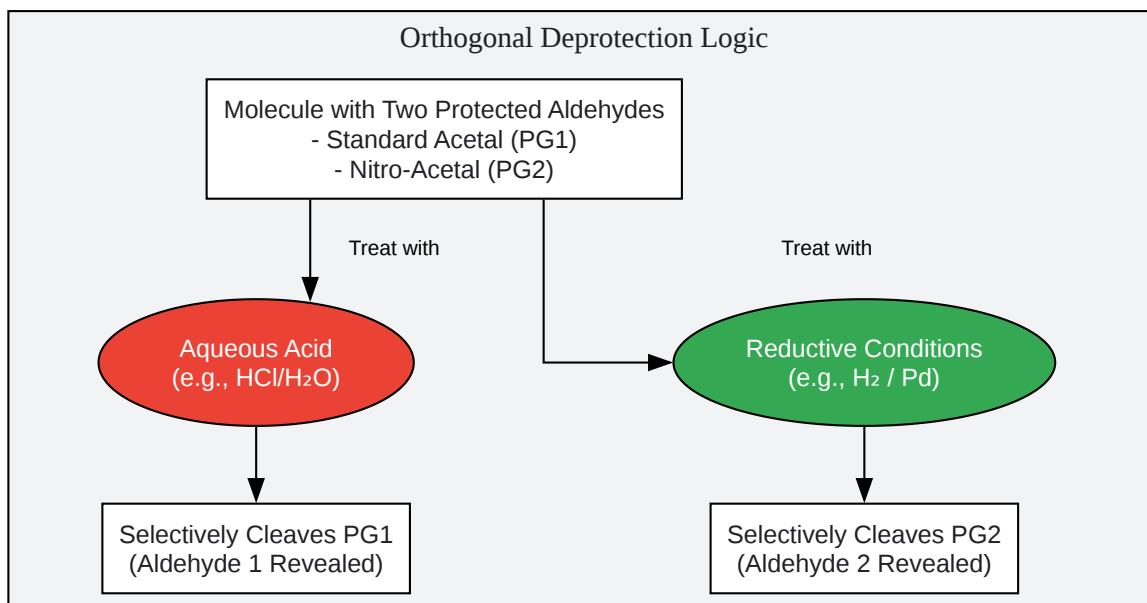 Orthogonal Deprotection Logic
Molecule with Two Protected Aldehydes
- Standard Acetal (PG1)
- Nitro-Acetal (PG2)
Treat with
Treat with
Aqueous Acid
(e.g., HCl/H₂O)
Reductive Conditions
(e.g., H₂ / Pd)
Selectively Cleaves PG1
(Aldehyde 1 Revealed)
Selectively Cleaves PG2
(Aldehyde 2 Revealed)